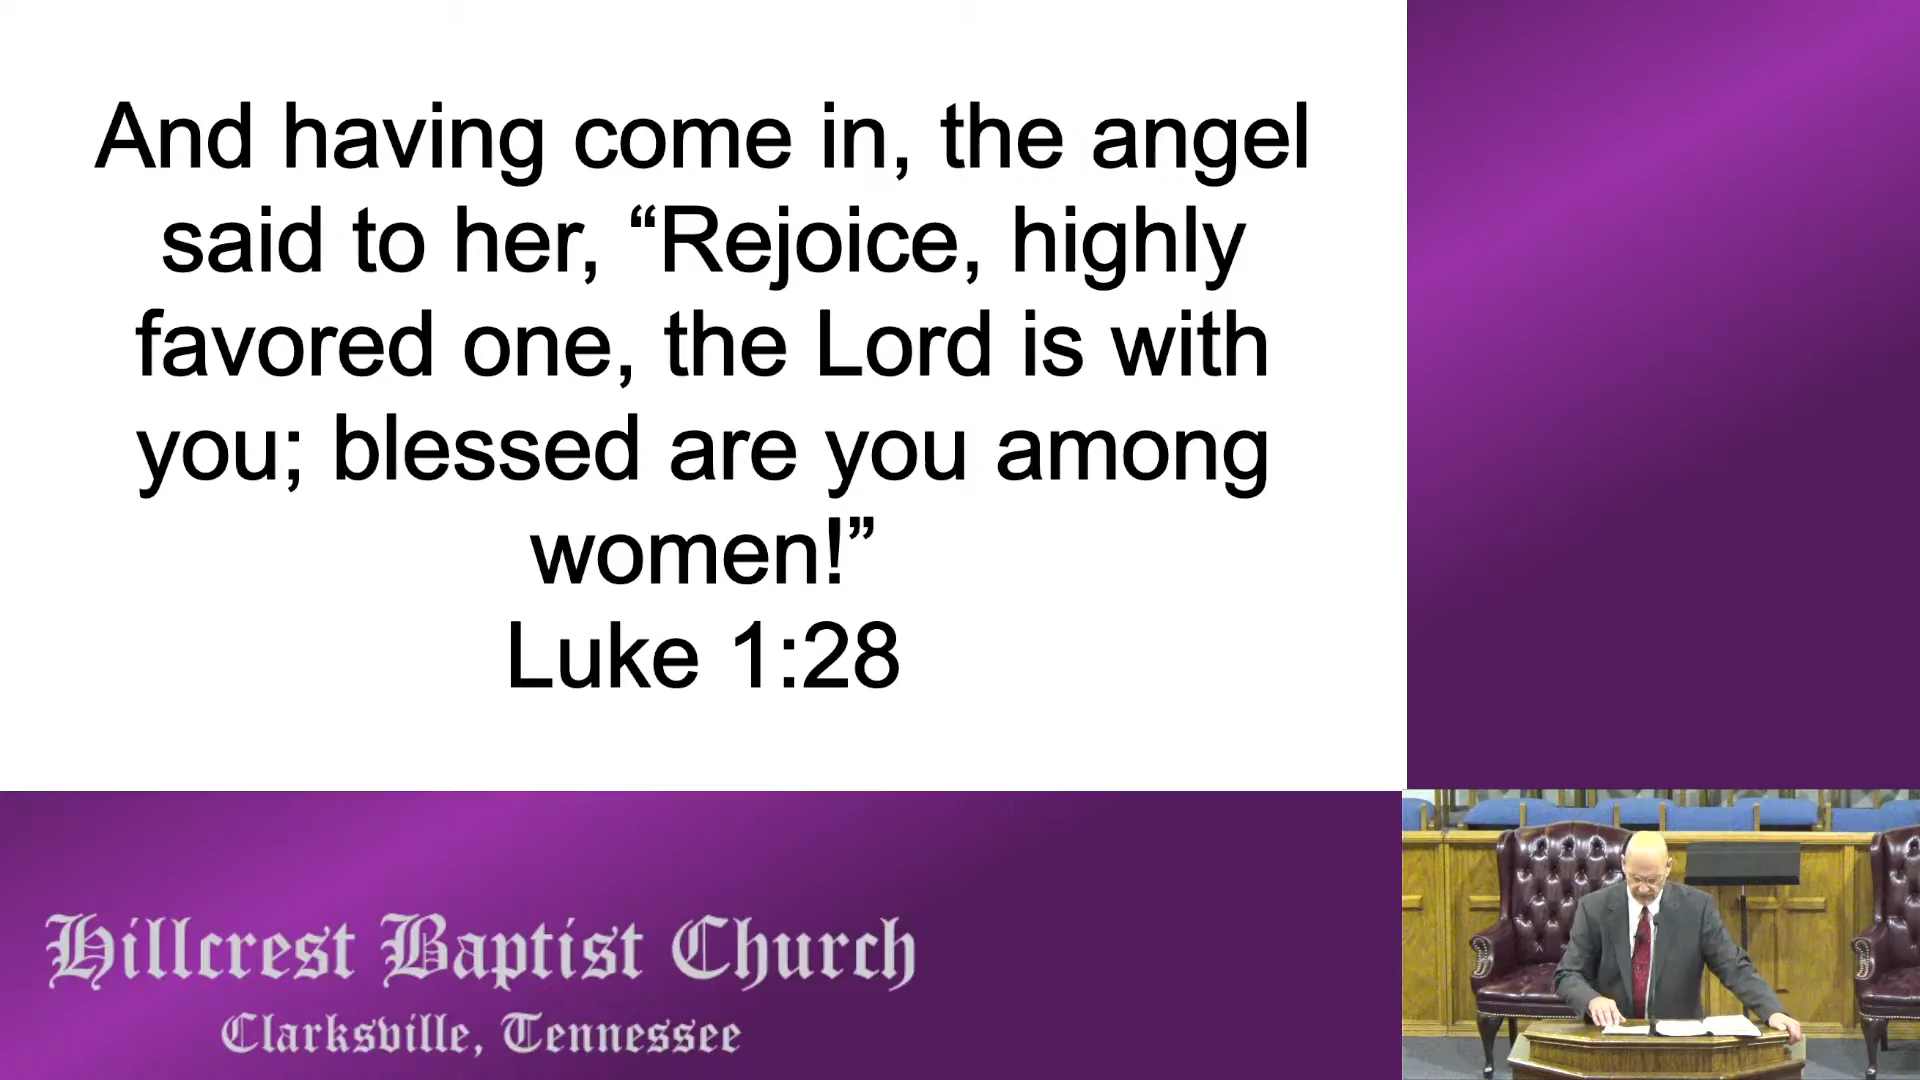 And having come in, the angel
said to her, “Rejoice, highly
favored one, the Lord is with
you; blessed are you among
women!”
Luke 1:28
Hillcrest Baptist Church
Clarksville, Tennessee